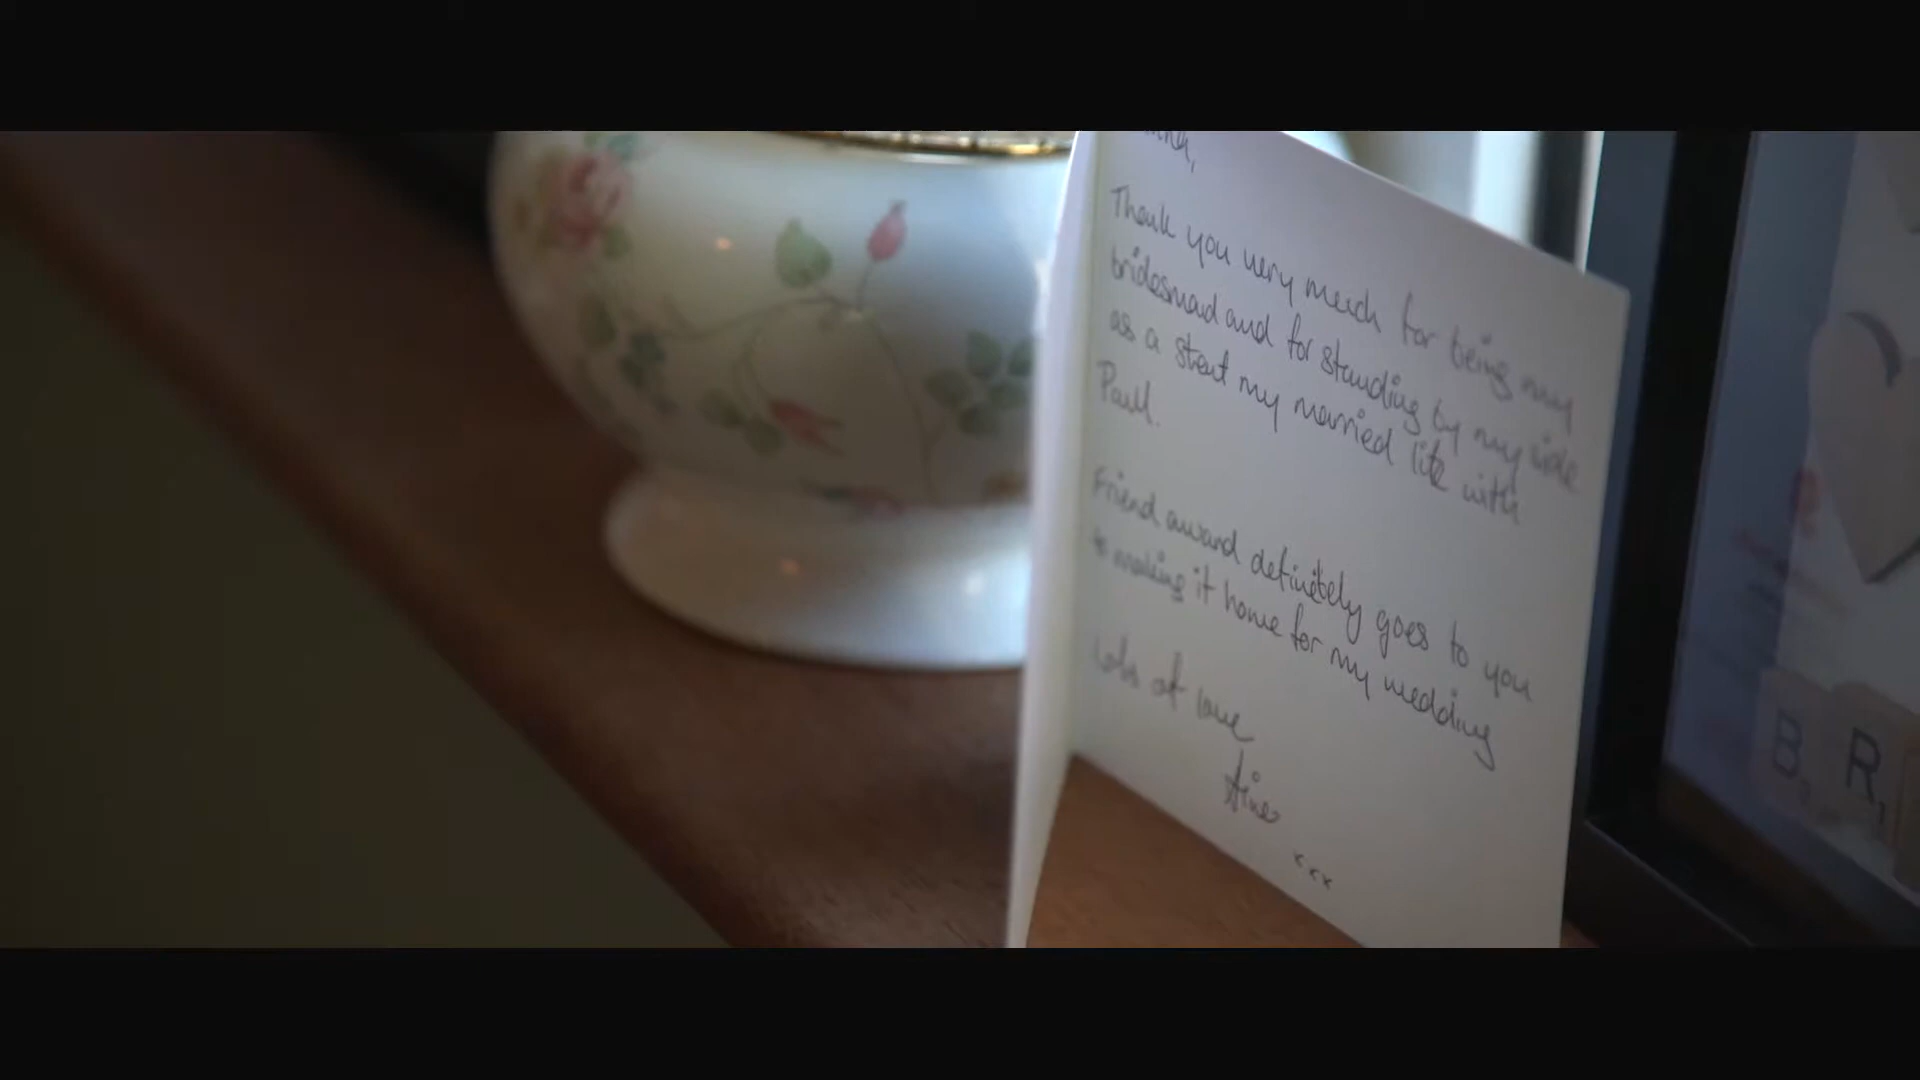 Thank you very much for being my
bridesmaid and for standing by my side
as a start my married life with
Paul.
Friend award definitely goes to you
to making it home for my wedding
Lots of love
Aine
xxx
B R